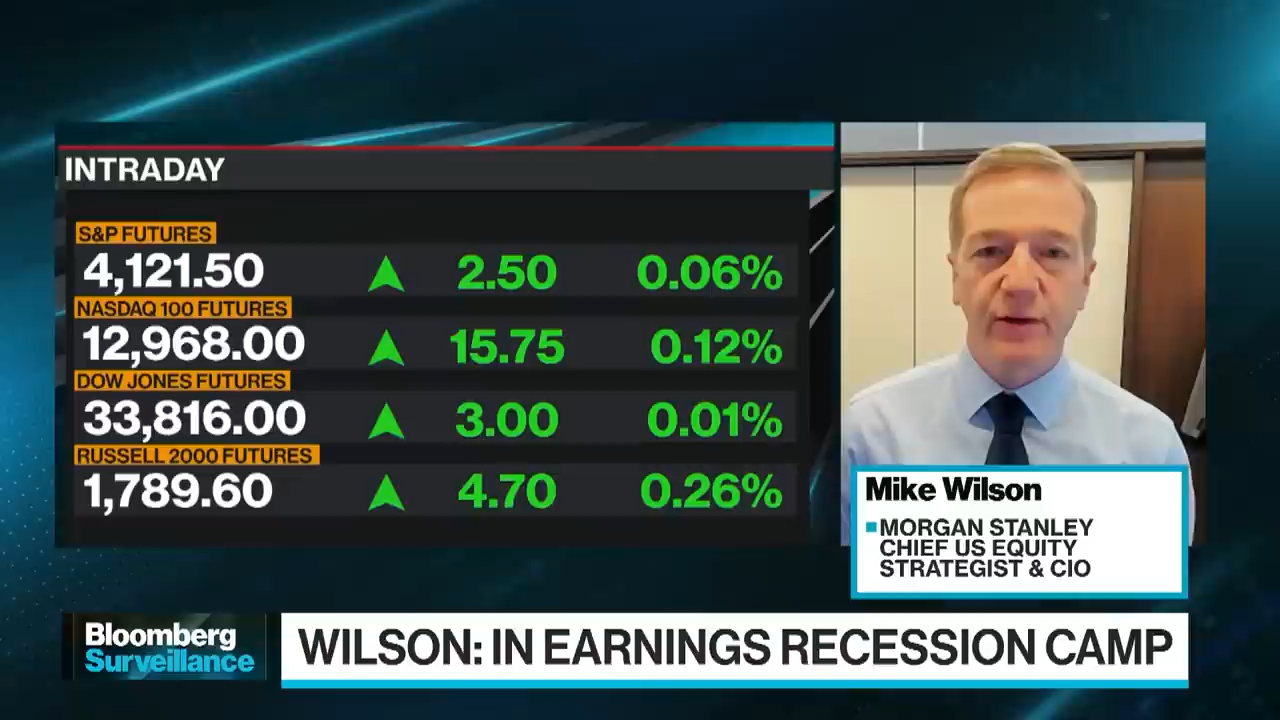 INTRADAY
S&P FUTURES
4,121.50 2.50 0.06%
NASDAQ 100 FUTURES
12,968.00 15.75 0.12%
DOW JONES FUTURES
33,816.00 3.00 0.01%
RUSSELL 2000 FUTURES
1,789.60 4.70 0.26%
Mike Wilson
MORGAN STANLEY
CHIEF US EQUITY
STRATEGIST & CIO
Bloomberg
Surveillance
WILSON: IN EARNINGS RECESSION CAMP